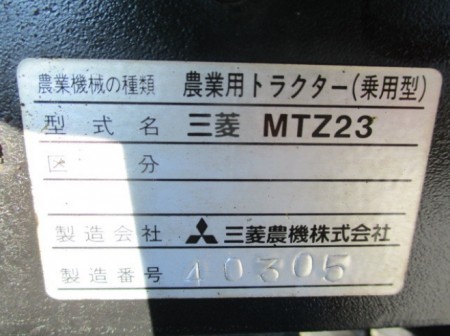 農業機械の種類 農業用トラクター(乗用型)
型式名 三菱 MTZ23
区分
製造会社 三菱農機株式会社
製造番号 40305